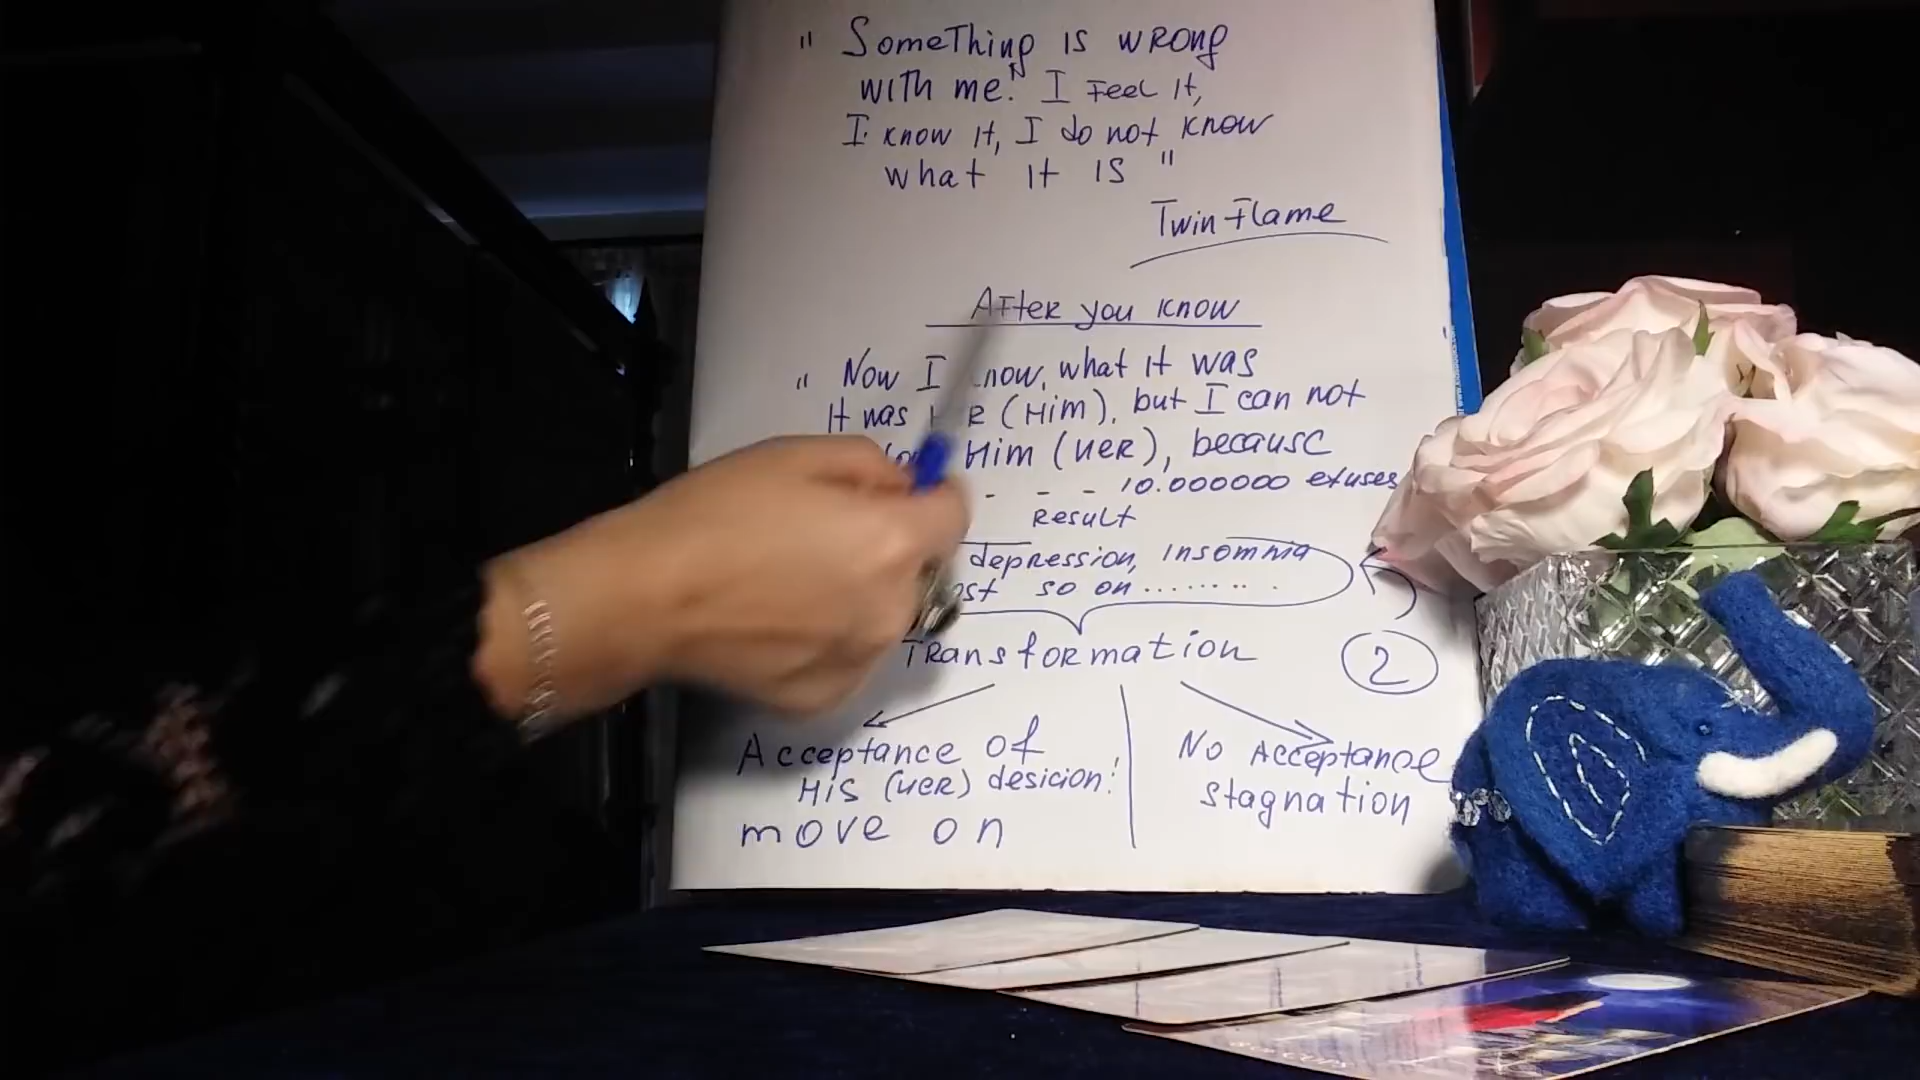 " Something is wrong
with me!" I Feel it,
I know it, I do not know
what it is "
Twin Flame
After you know
" Now I what it was
It was (Him), but I can not
Him (Her), because
- - - 10.000000 exuses
Result
depression, insomnia
so on ........
Transformation
2
Acceptance of
His (Her) desicion!
move on
No Acceptance
Stagnation